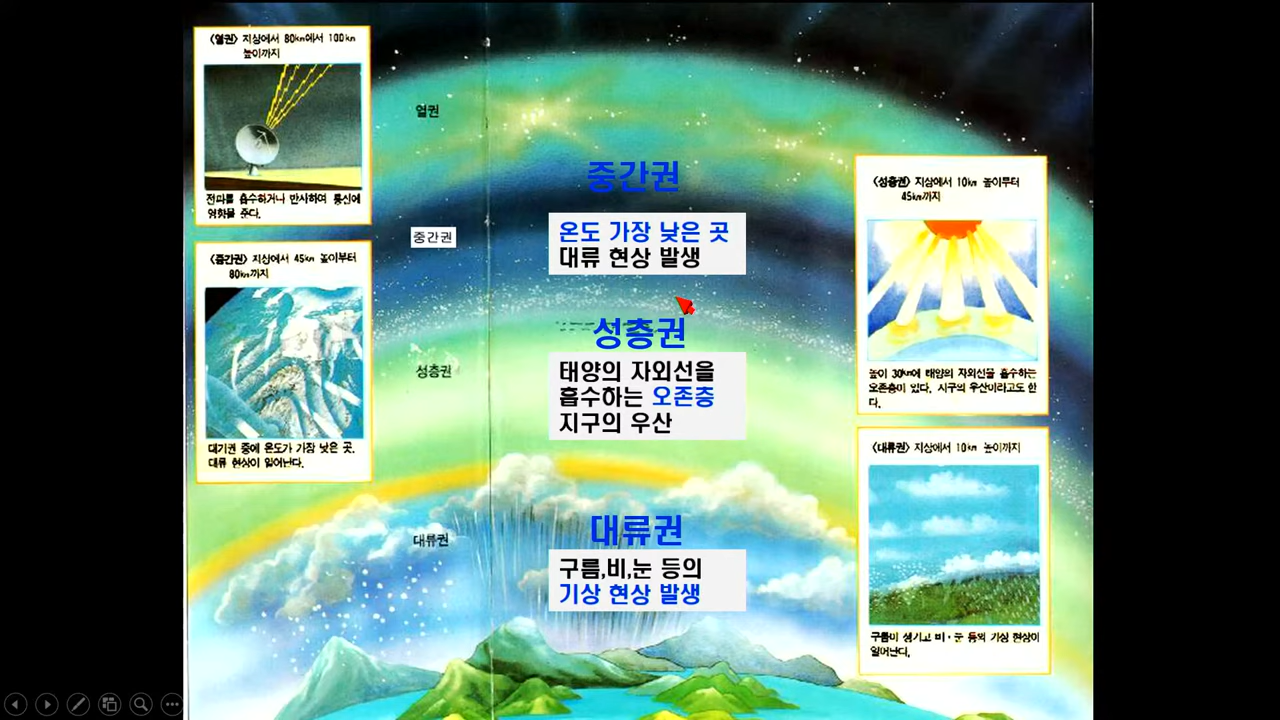 <열권> 지상에서 80km에서 100km
높이까지
전파를 흡수하거나 반사하여 통신에
영향을 준다.
<중간권> 지상에서 45km 높이부터
80km까지
대기권 중에 온도가 가장 낮은 곳.
대류 현상이 일어난다.
열권
중간권
성층권
대류권
중간권
온도 가장 낮은 곳
대류 현상 발생
성층권
태양의 자외선을
흡수하는 오존층
지구의 우산
대류권
구름,비,눈 등의
기상 현상 발생
<성층권> 지상에서 10km 높이부터
45km까지
높이 30km에 태양의 자외선을 흡수하는
오존층이 있다. 지구의 우산이라고도 한
다.
<대류권> 지상에서 10km 높이까지
구름이 생기고 비·눈 등의 기상 현상이
일어난다.